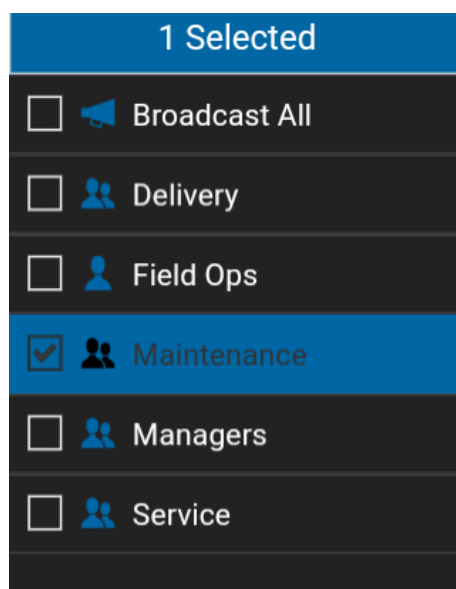 1 Selected
Broadcast All
Delivery
Field Ops
Maintenance
Managers
Service